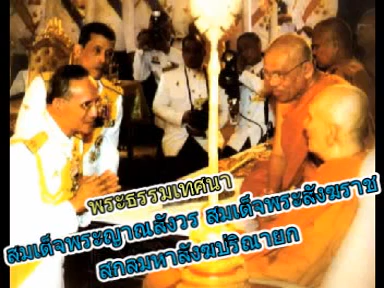 พระธรรมเทศนา
สมเด็จพระญาณสังวร สมเด็จพระสังฆราช
สกลมหาสังฆปริณายก